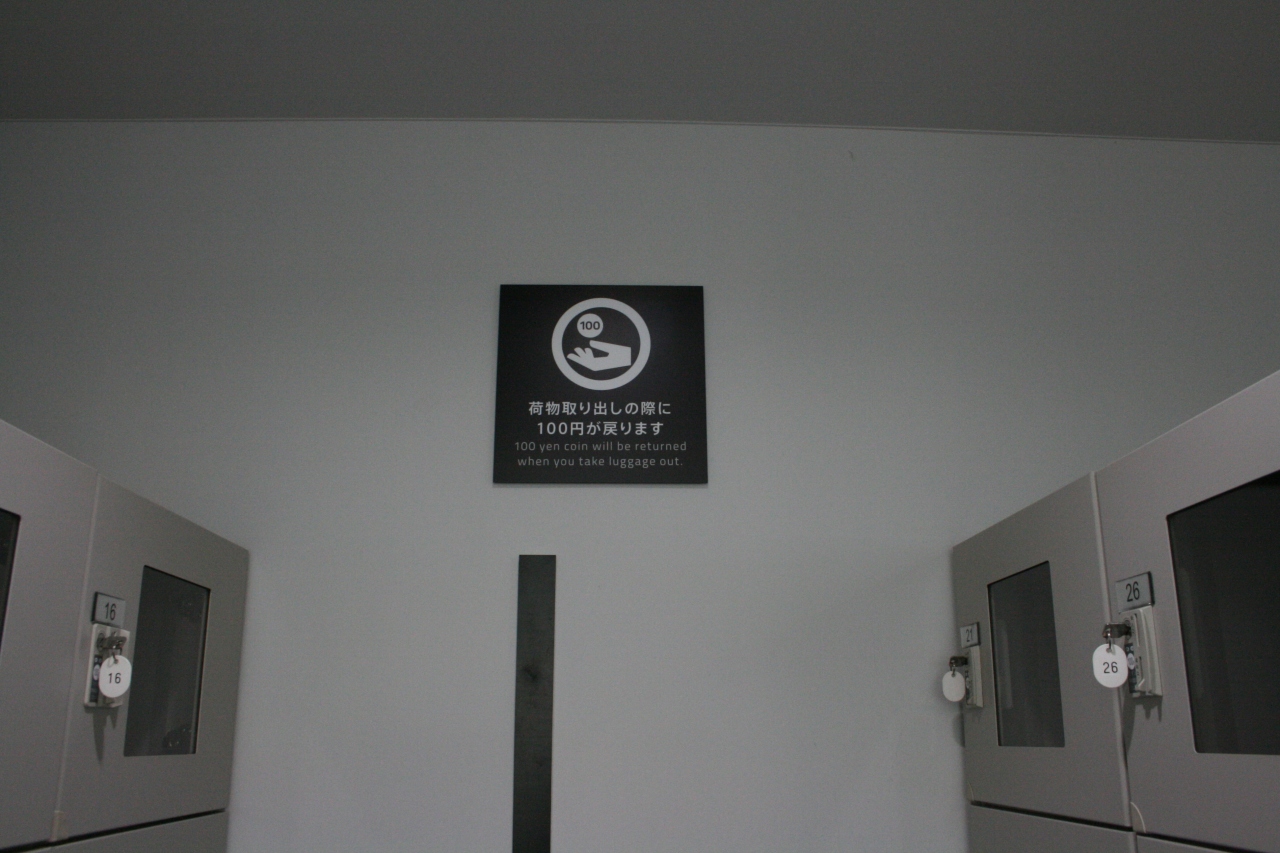 100
荷物取り出しの際に
100円が戻ります
100 yen coin will be returned
when you take luggage out.
16
16
21
26
26